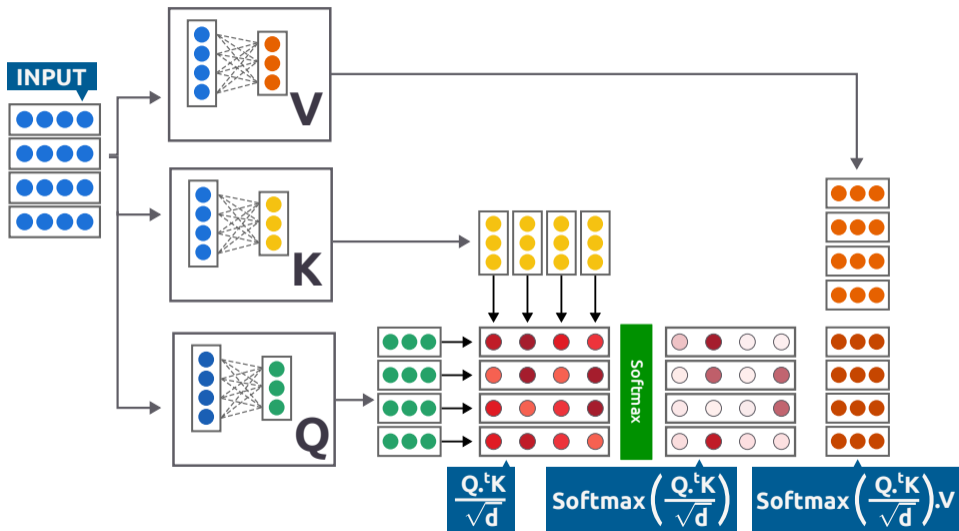 INPUT
V
K
Q
Softmax
Q.ᵗK
√d
Softmax(Q.ᵗK/√d)
Softmax(Q.ᵗK/√d).V